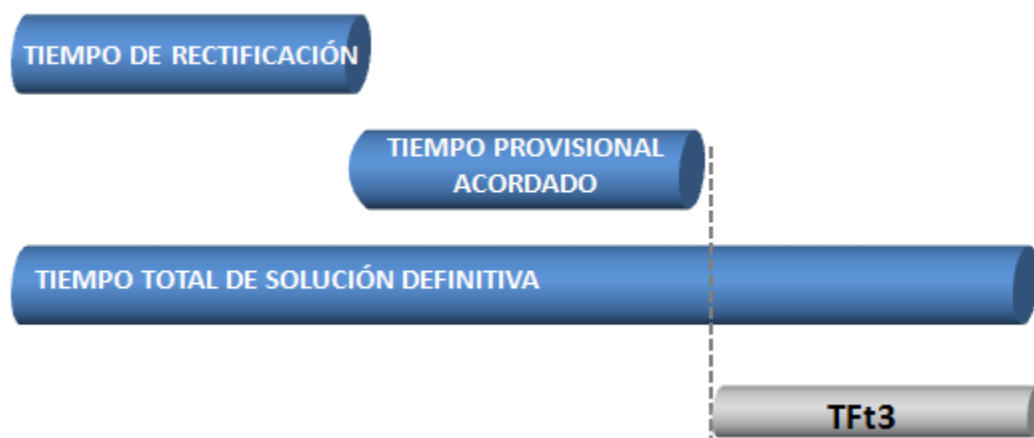 TIEMPO DE RECTIFICACIÓN
TIEMPO PROVISIONAL
ACORDADO
TIEMPO TOTAL DE SOLUCIÓN DEFINITIVA
TFt3